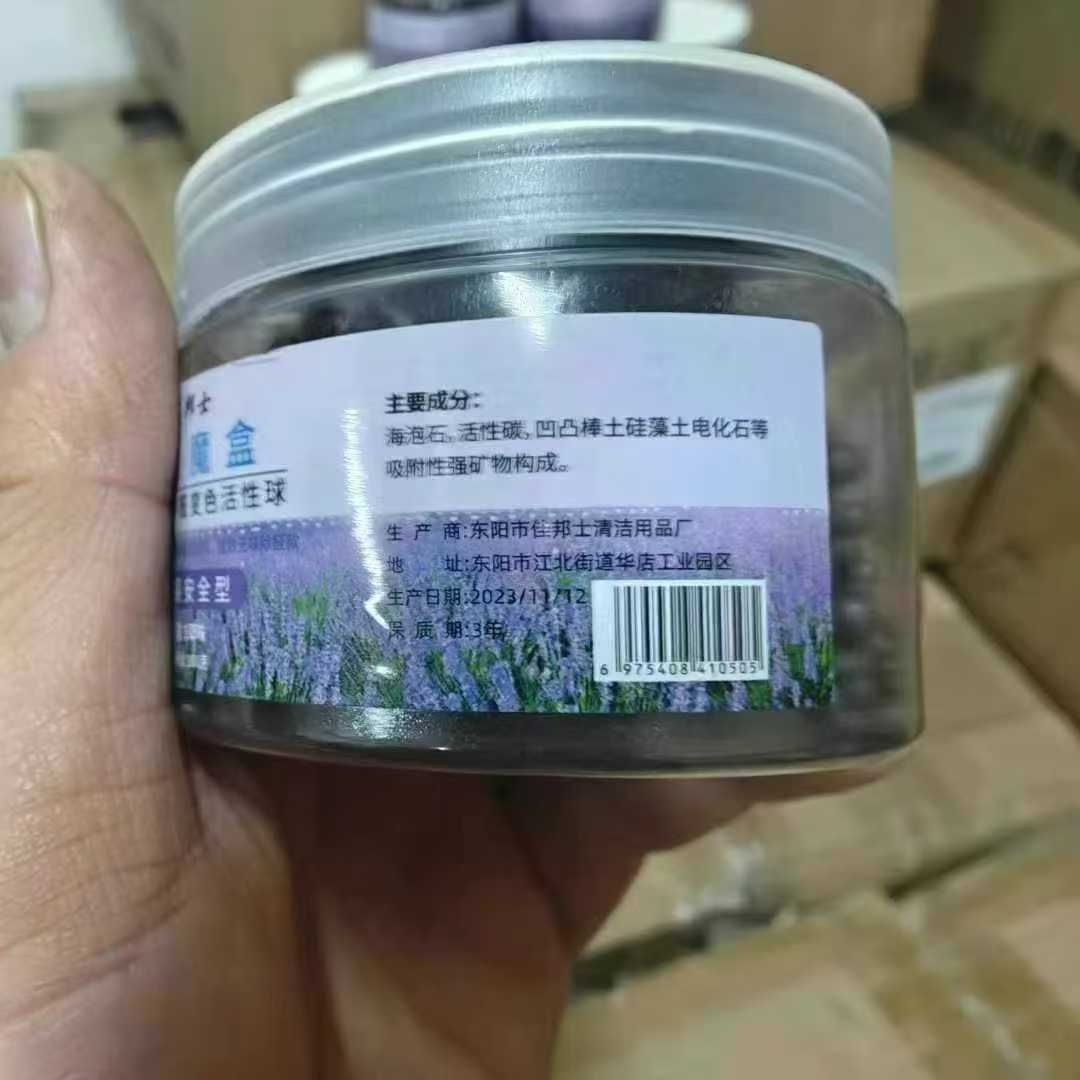 士
魔盒
变色活性球
安全型
主要成分：
海泡石，活性碳，凹凸棒土硅藻土电化石等
吸附性强矿物构成。
生产商：东阳市佳邦士清洁用品厂
地址：东阳市江北街道华店工业园区
生产日期：2023/11/12
保质期：3年
6 975408 410505